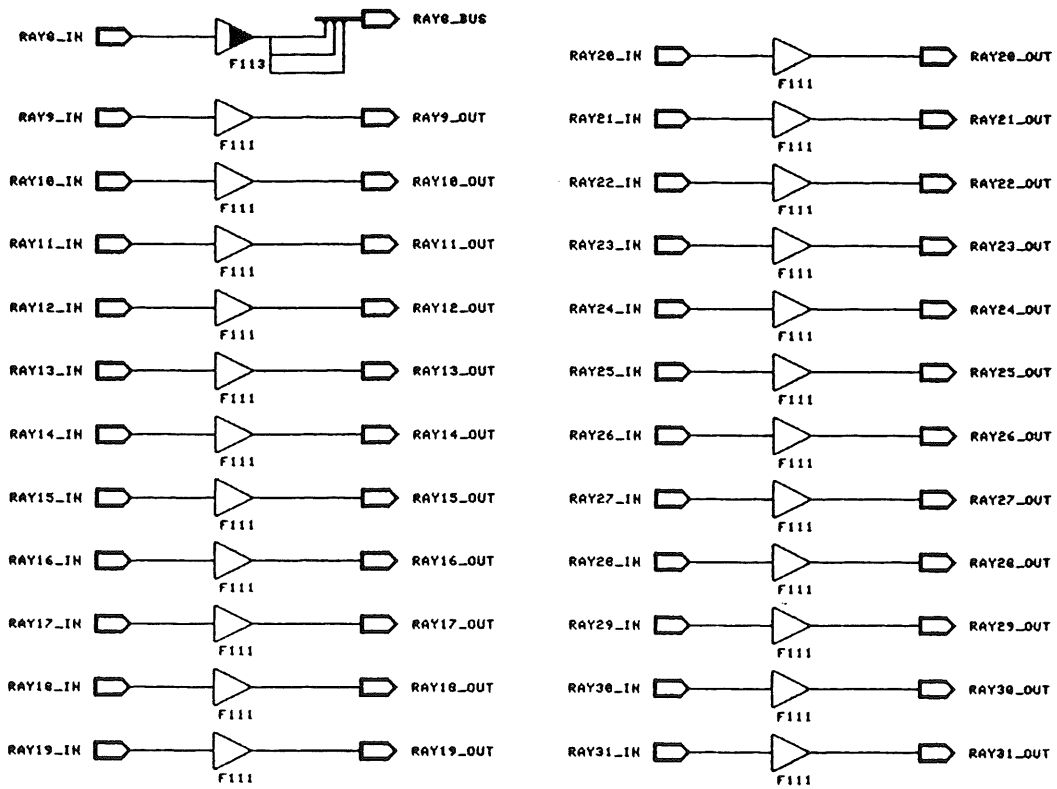 RAY8_IN F113 RAY8_BUS
RAY9_IN F111 RAY9_OUT
RAY10_IN F111 RAY10_OUT
RAY11_IN F111 RAY11_OUT
RAY12_IN F111 RAY12_OUT
RAY13_IN F111 RAY13_OUT
RAY14_IN F111 RAY14_OUT
RAY15_IN F111 RAY15_OUT
RAY16_IN F111 RAY16_OUT
RAY17_IN F111 RAY17_OUT
RAY18_IN F111 RAY18_OUT
RAY19_IN F111 RAY19_OUT
RAY20_IN F111 RAY20_OUT
RAY21_IN F111 RAY21_OUT
RAY22_IN F111 RAY22_OUT
RAY23_IN F111 RAY23_OUT
RAY24_IN F111 RAY24_OUT
RAY25_IN F111 RAY25_OUT
RAY26_IN F111 RAY26_OUT
RAY27_IN F111 RAY27_OUT
RAY28_IN F111 RAY28_OUT
RAY29_IN F111 RAY29_OUT
RAY30_IN F111 RAY30_OUT
RAY31_IN F111 RAY31_OUT